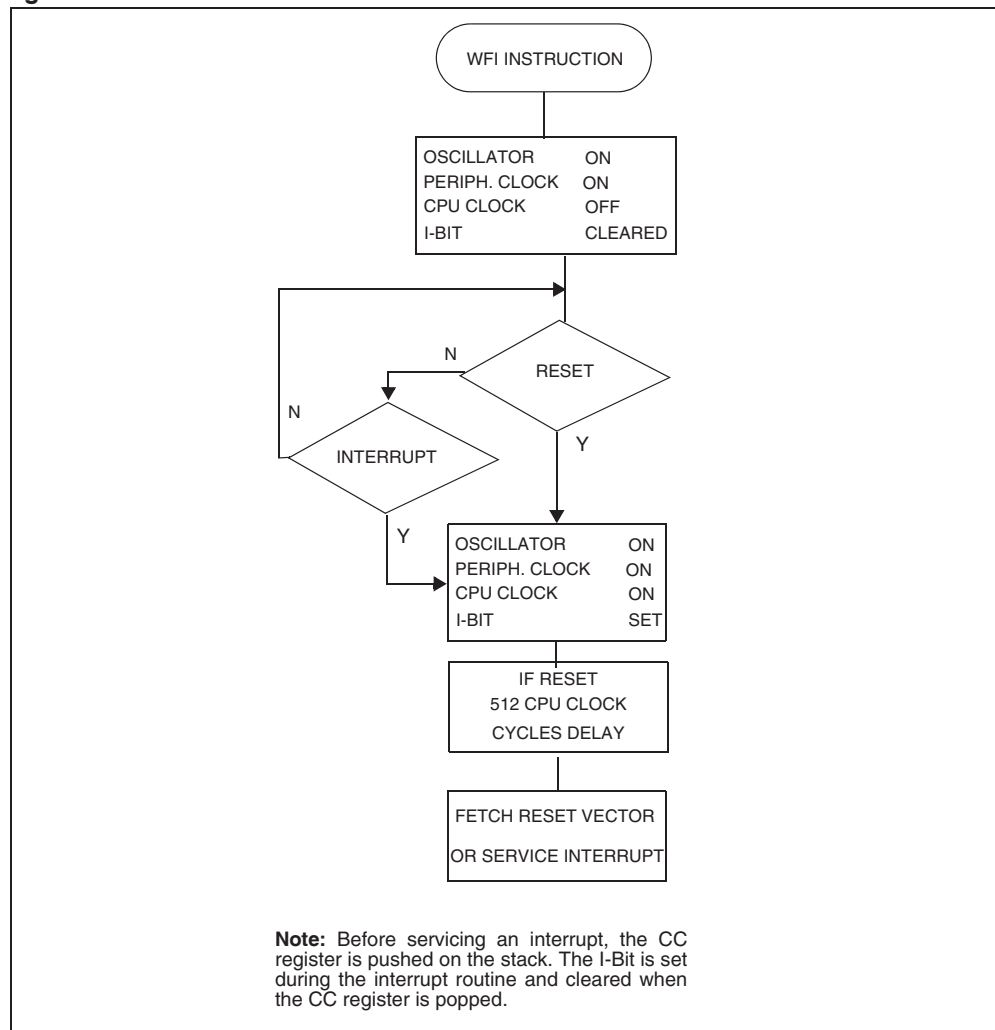 WFI INSTRUCTION
OSCILLATOR ON
PERIPH. CLOCK ON
CPU CLOCK OFF
I-BIT CLEARED
N
RESET
N
Y
INTERRUPT
Y
OSCILLATOR ON
PERIPH. CLOCK ON
CPU CLOCK ON
I-BIT SET
IF RESET
512 CPU CLOCK
CYCLES DELAY
FETCH RESET VECTOR
OR SERVICE INTERRUPT
Note: Before servicing an interrupt, the CC
register is pushed on the stack. The I-Bit is set
during the interrupt routine and cleared when
the CC register is popped.